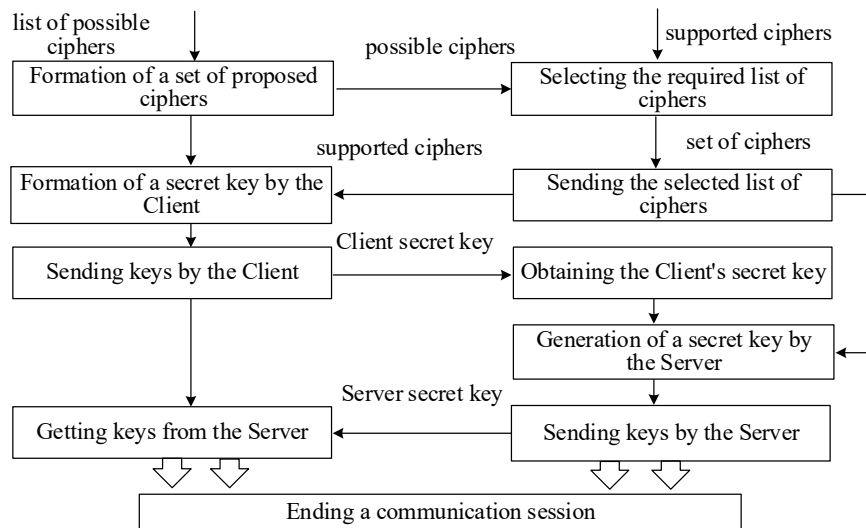 list of possible
ciphers
possible ciphers
supported ciphers
Formation of a set of proposed
ciphers
Selecting the required list of
ciphers
supported ciphers
set of ciphers
Formation of a secret key by the
Client
Sending the selected list of
ciphers
Client secret key
Sending keys by the Client
Obtaining the Client's secret key
Generation of a secret key by
the Server
Server secret key
Getting keys from the Server
Sending keys by the Server
Ending a communication session